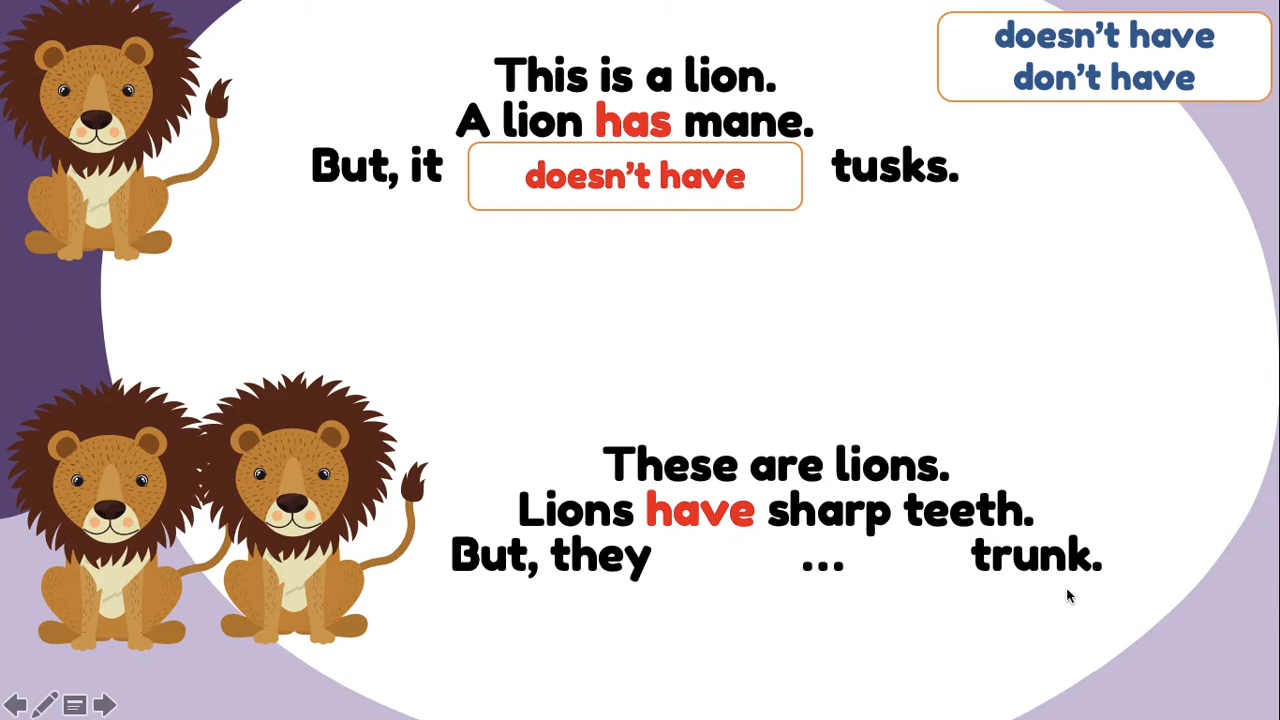 doesn't have
don't have
This is a lion.
A lion has mane.
But, it doesn't have tusks.
These are lions.
Lions have sharp teeth.
But, they ... trunk.